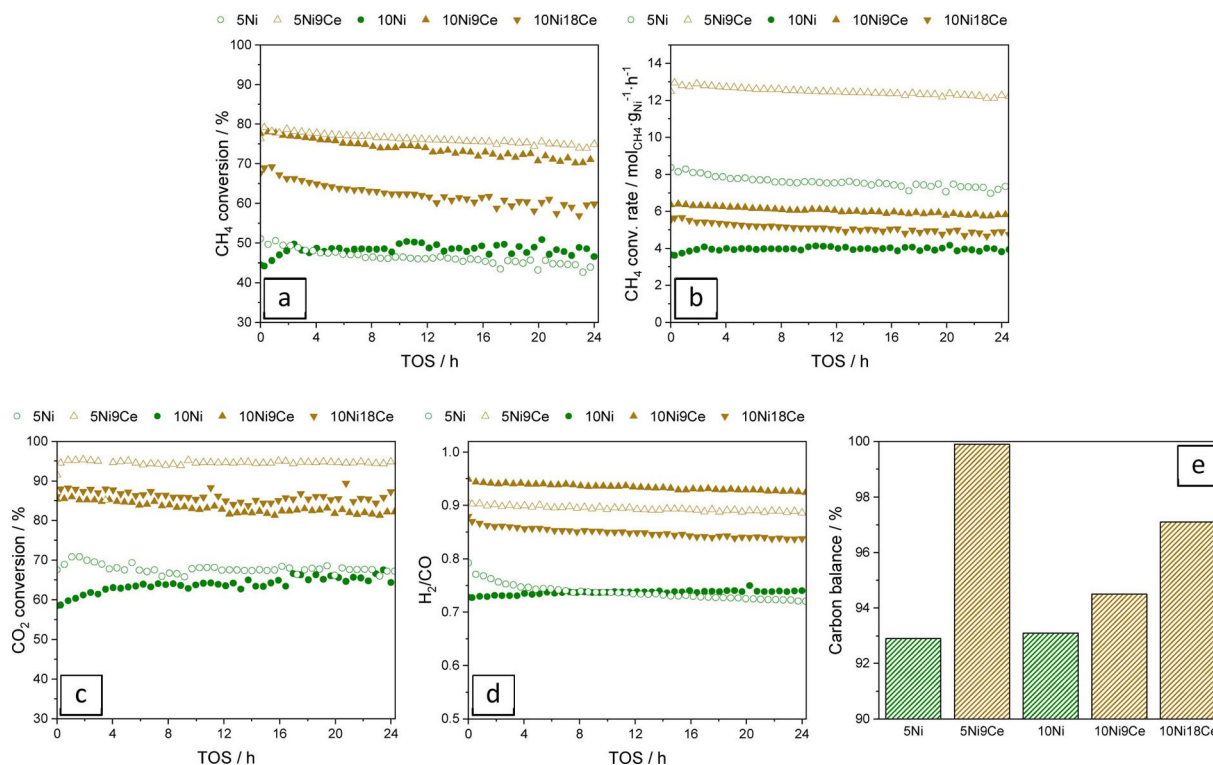 5Ni 5Ni9Ce 10Ni 10Ni9Ce 10Ni18Ce
CH₄ conversion / %
100
90
80
70
60
50
40
30
a
0 4 8 12 16 20 24
TOS / h
5Ni 5Ni9Ce 10Ni 10Ni9Ce 10Ni18Ce
CH₄ conv. rate / mol_CH4·g_Ni⁻¹·h⁻¹
14
12
10
8
6
4
2
0
b
0 4 8 12 16 20 24
TOS / h
5Ni 5Ni9Ce 10Ni 10Ni9Ce 10Ni18Ce
CO₂ conversion / %
100
90
80
70
60
50
40
30
c
0 4 8 12 16 20 24
TOS / h
5Ni 5Ni9Ce 10Ni 10Ni9Ce 10Ni18Ce
H₂/CO
1.0
0.9
0.8
0.7
0.6
0.5
d
0 4 8 12 16 20 24
TOS / h
Carbon balance / %
100
98
96
94
92
90
e
5Ni 5Ni9Ce 10Ni 10Ni9Ce 10Ni18Ce